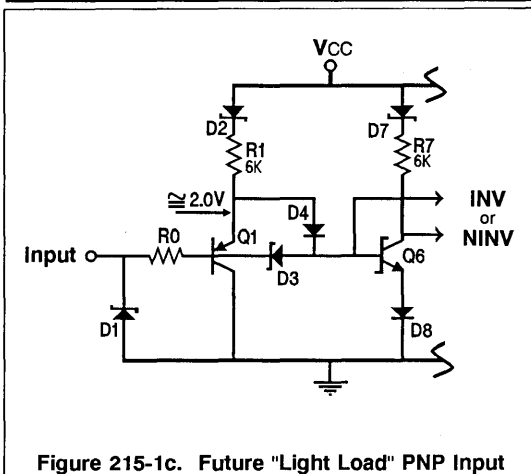 VCC
D2
D7
R1
6K
R7
6K
≅ 2.0V
D4
INV
or
NINV
Input
R0
Q1
D3
Q6
D1
D8
Figure 215-1c. Future "Light Load" PNP Input